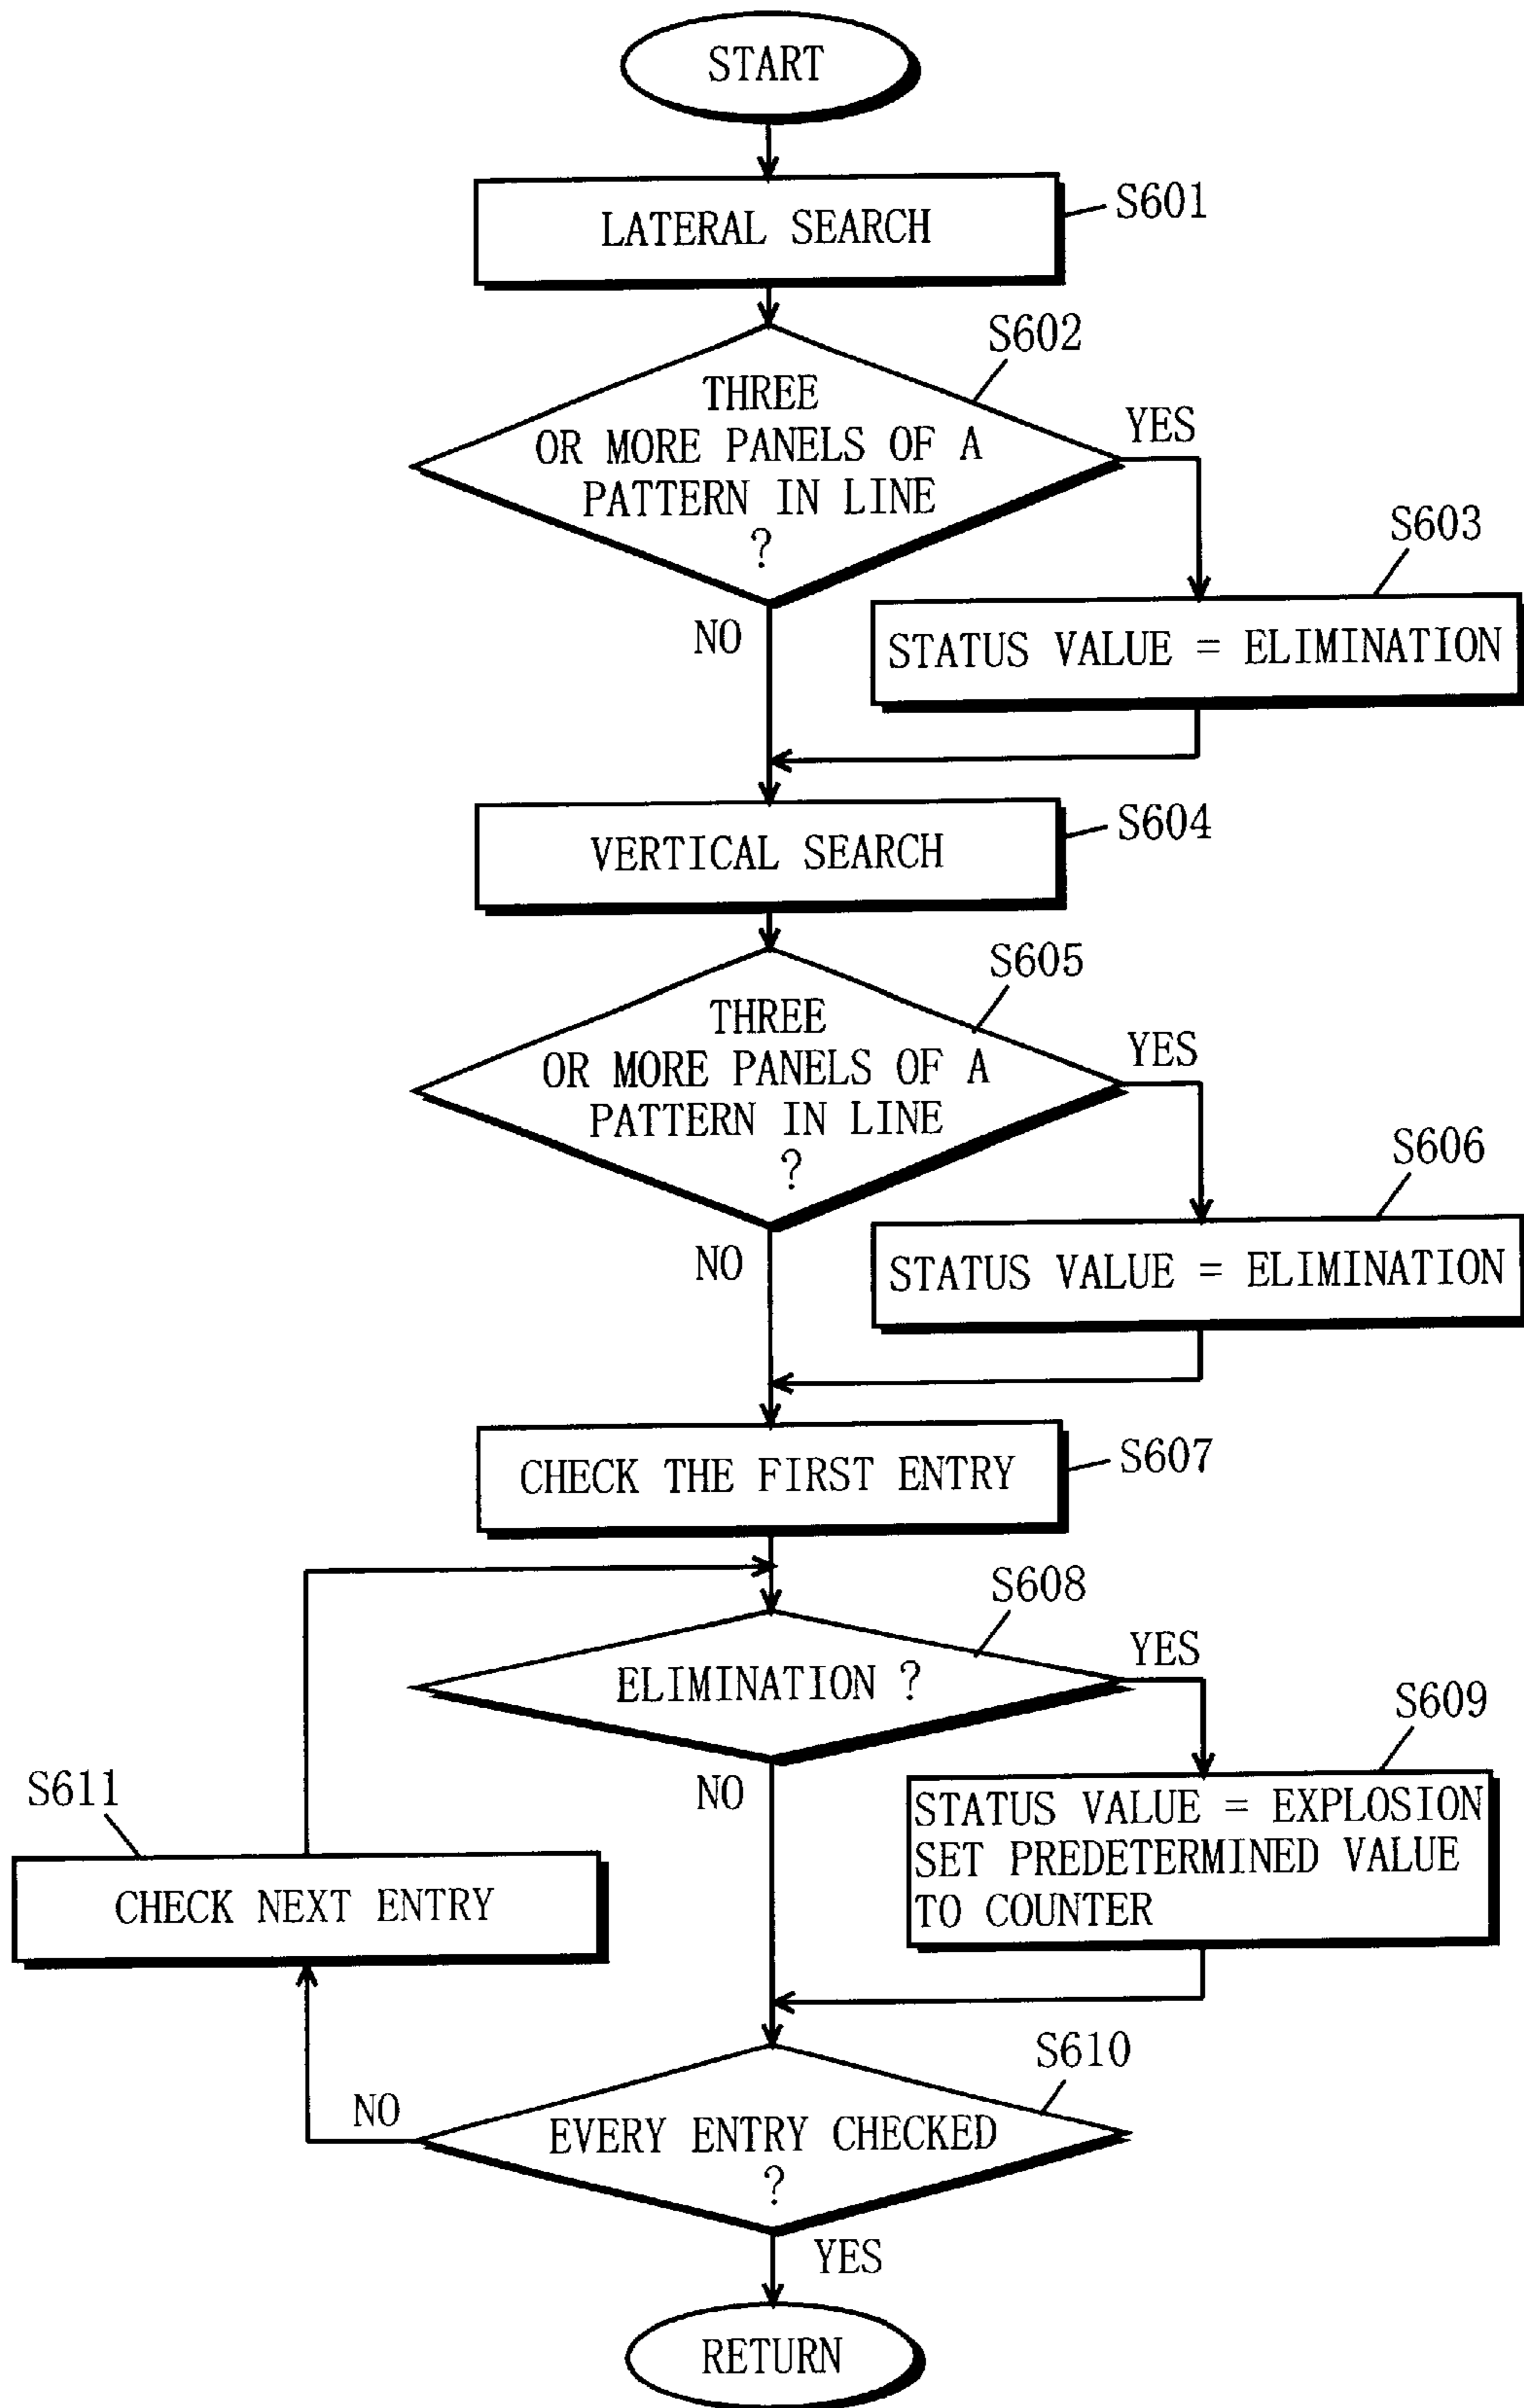 START
LATERAL SEARCH
S601
S602
THREE
OR MORE PANELS OF A
PATTERN IN LINE
?
YES
S603
NO
STATUS VALUE = ELIMINATION
VERTICAL SEARCH
S604
S605
THREE
OR MORE PANELS OF A
PATTERN IN LINE
?
YES
S606
NO
STATUS VALUE = ELIMINATION
CHECK THE FIRST ENTRY
S607
S608
ELIMINATION ?
YES
S609
NO
STATUS VALUE = EXPLOSION
SET PREDETERMINED VALUE
TO COUNTER
S611
CHECK NEXT ENTRY
S610
NO
EVERY ENTRY CHECKED
?
YES
RETURN